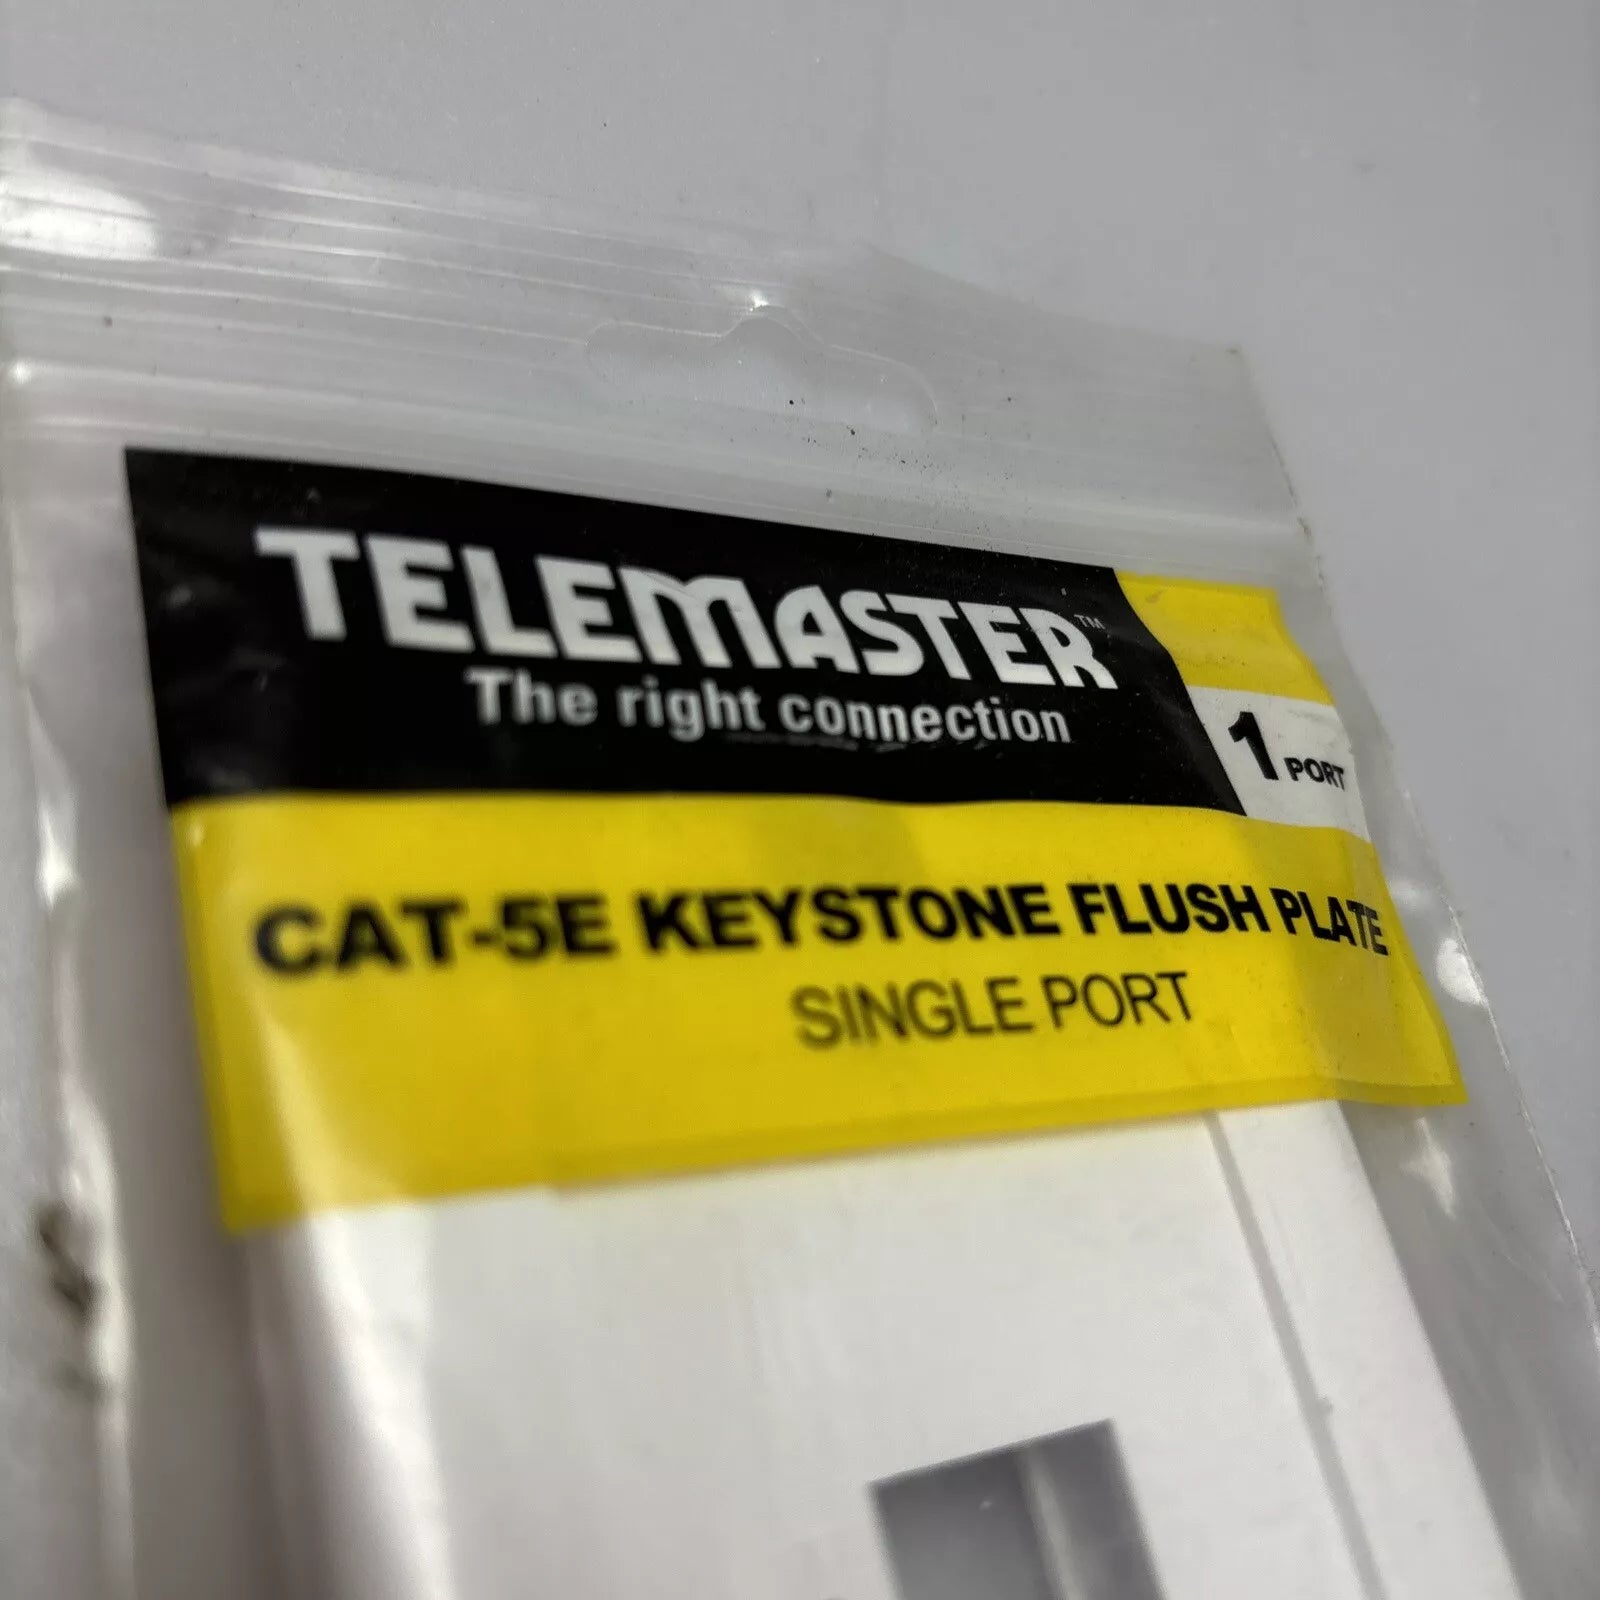 TELEMASTER™
The right connection
1 PORT
CAT-5E KEYSTONE FLUSH PLATE
SINGLE PORT